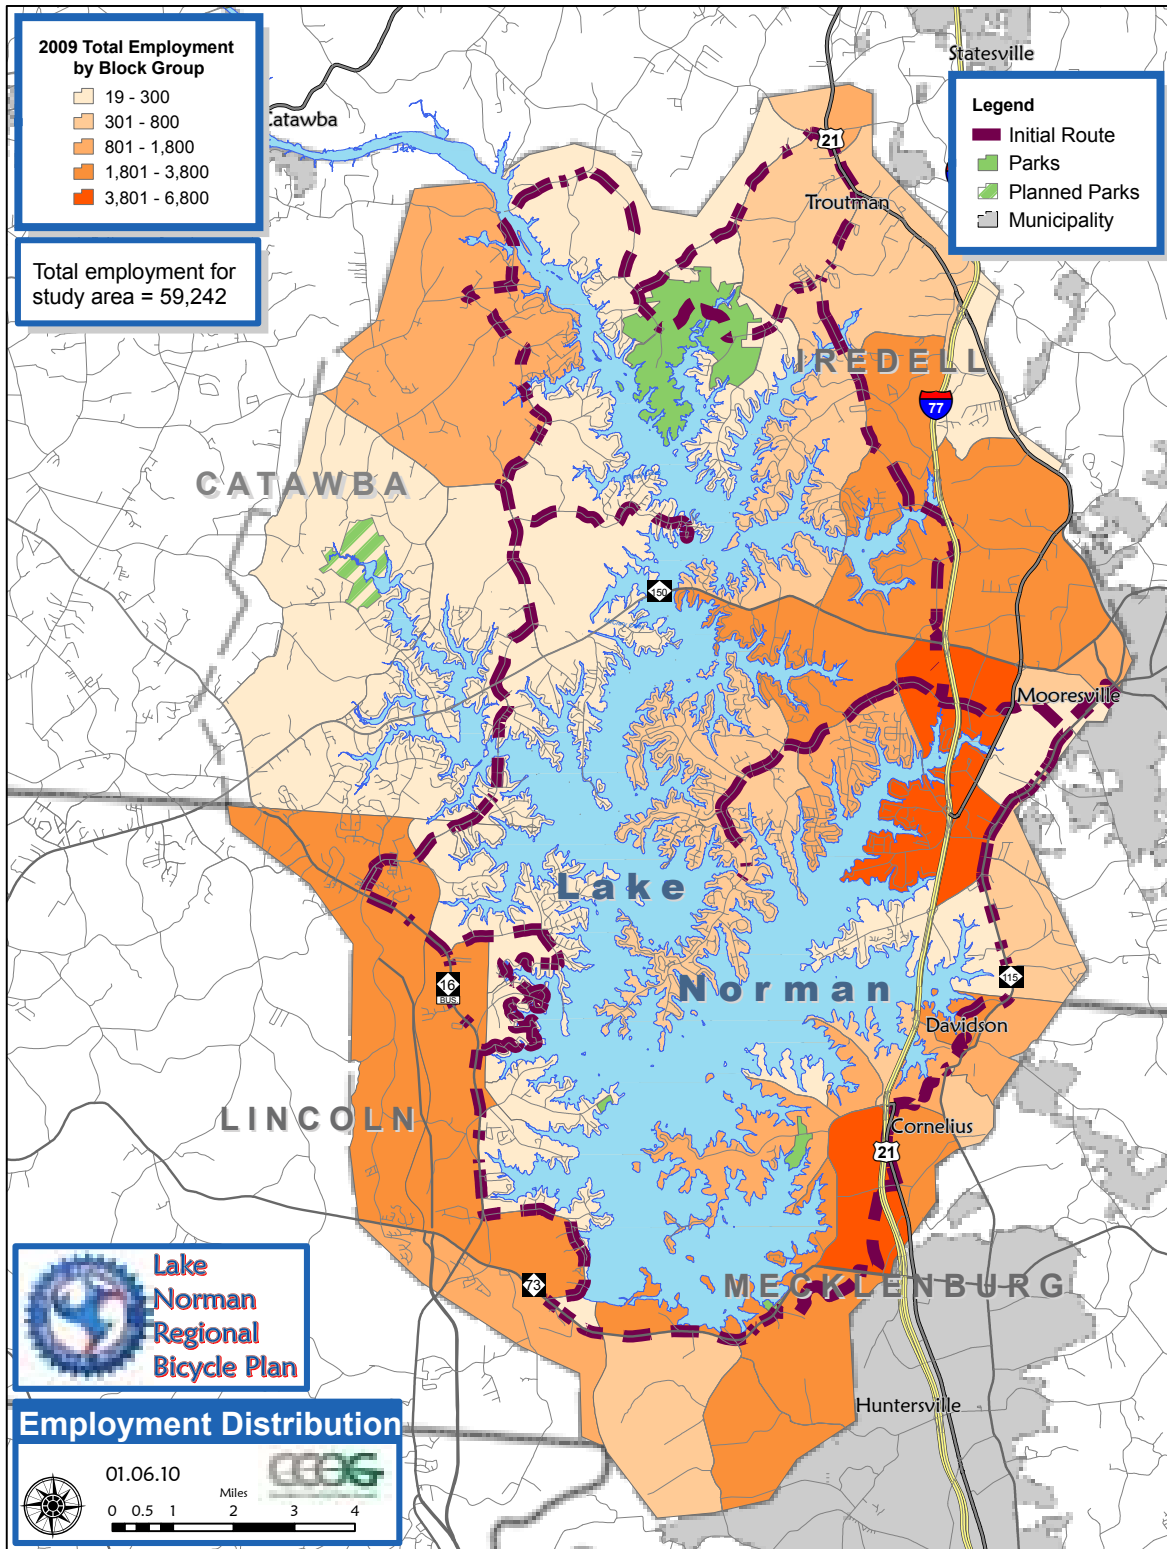 2009 Total Employment
by Block Group
19 - 300
301 - 800
801 - 1,800
1,801 - 3,800
3,801 - 6,800
Total employment for
study area = 59,242
Statesville
Legend
Initial Route
Parks
Planned Parks
Municipality
Catawba
21
Troutman
IREDELL
77
CATAWBA
150
Mooresville
Lake
Norman
16
BUS
115
Davidson
LINCOLN
Cornelius
21
73
MECKLENBURG
Huntersville
Lake
Norman
Regional
Bicycle Plan
Employment Distribution
01.06.10
Miles
0 0.5 1 2 3 4